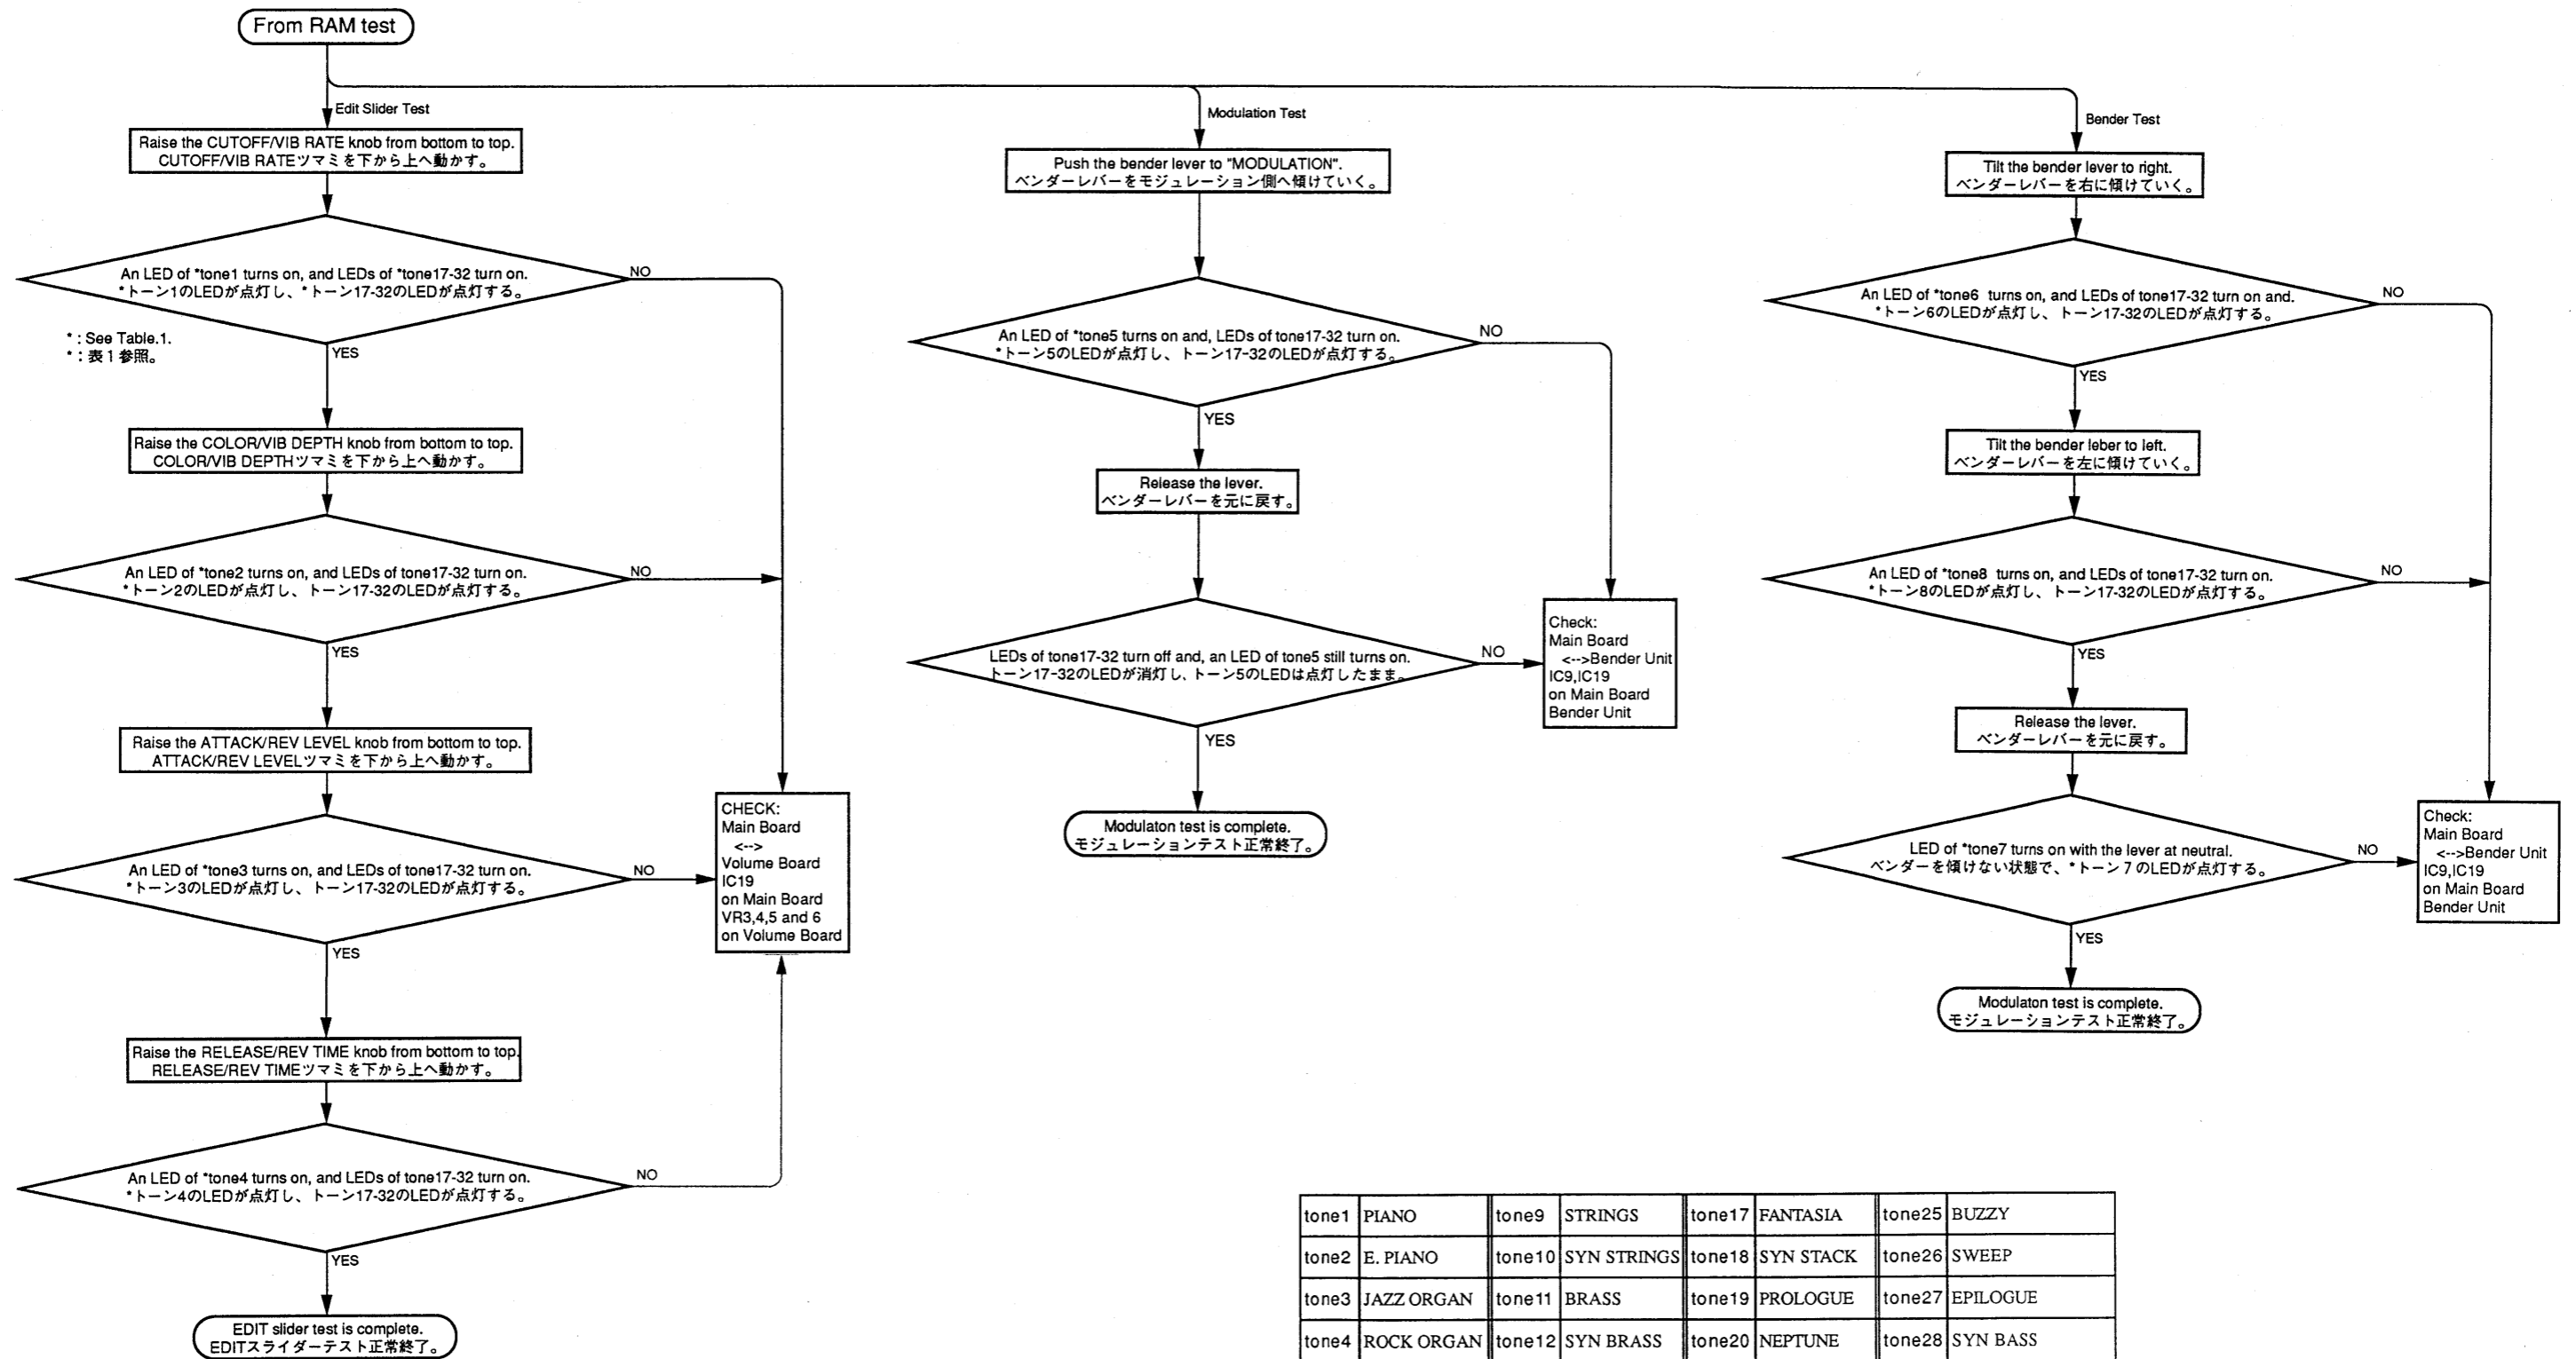 From RAM test
Edit Slider Test
Raise the CUTOFF/VIB RATE knob from bottom to top.
CUTOFF/VIB RATEツマミを下から上へ動かす。
An LED of *tone1 turns on, and LEDs of *tone17-32 turn on.
*トーン1のLEDが点灯し、*トーン17-32のLEDが点灯する。
NO
* : See Table.1.
* : 表1参照。
YES
Raise the COLOR/VIB DEPTH knob from bottom to top.
COLOR/VIB DEPTHツマミを下から上へ動かす。
An LED of *tone2 turns on, and LEDs of tone17-32 turn on.
*トーン2のLEDが点灯し、トーン17-32のLEDが点灯する。
NO
YES
Raise the ATTACK/REV LEVEL knob from bottom to top.
ATTACK/REV LEVELツマミを下から上へ動かす。
An LED of *tone3 turns on, and LEDs of tone17-32 turn on.
*トーン3のLEDが点灯し、トーン17-32のLEDが点灯する。
NO
YES
CHECK:
Main Board
<-->
Volume Board
IC19
on Main Board
VR3,4,5 and 6
on Volume Board
Raise the RELEASE/REV TIME knob from bottom to top.
RELEASE/REV TIMEツマミを下から上へ動かす。
An LED of *tone4 turns on, and LEDs of tone17-32 turn on.
*トーン4のLEDが点灯し、トーン17-32のLEDが点灯する。
NO
YES
EDIT slider test is complete.
EDITスライダーテスト正常終了。
Modulation Test
Push the bender lever to "MODULATION".
ベンダーレバーをモジュレーション側へ傾けていく。
An LED of *tone5 turns on and, LEDs of tone17-32 turn on.
*トーン5のLEDが点灯し、トーン17-32のLEDが点灯する。
NO
YES
Release the lever.
ベンダーレバーを元に戻す。
LEDs of tone17-32 turn off and, an LED of tone5 still turns on.
トーン17-32のLEDが消灯し、トーン5のLEDは点灯したまま。
NO
YES
Check:
Main Board
<-->Bender Unit
IC9,IC19
on Main Board
Bender Unit
Modulaton test is complete.
モジュレーションテスト正常終了。
Bender Test
Tilt the bender lever to right.
ベンダーレバーを右に傾けていく。
An LED of *tone6 turns on, and LEDs of tone17-32 turn on and.
*トーン6のLEDが点灯し、トーン17-32のLEDが点灯する。
NO
YES
Tilt the bender leber to left.
ベンダーレバーを左に傾けていく。
An LED of *tone8 turns on, and LEDs of tone17-32 turn on.
*トーン8のLEDが点灯し、トーン17-32のLEDが点灯する。
NO
YES
Release the lever.
ベンダーレバーを元に戻す。
LED of *tone7 turns on with the lever at neutral.
ベンダーを傾けない状態で、*トーン7のLEDが点灯する。
NO
YES
Check:
Main Board
<-->Bender Unit
IC9,IC19
on Main Board
Bender Unit
Modulaton test is complete.
モジュレーションテスト正常終了。
tone1 PIANO tone9 STRINGS tone17 FANTASIA tone25 BUZZY
tone2 E. PIANO tone10 SYN STRINGS tone18 SYN STACK tone26 SWEEP
tone3 JAZZ ORGAN tone11 BRASS tone19 PROLOGUE tone27 EPILOGUE
tone4 ROCK ORGAN tone12 SYN BRASS tone20 NEPTUNE tone28 SYN BASS